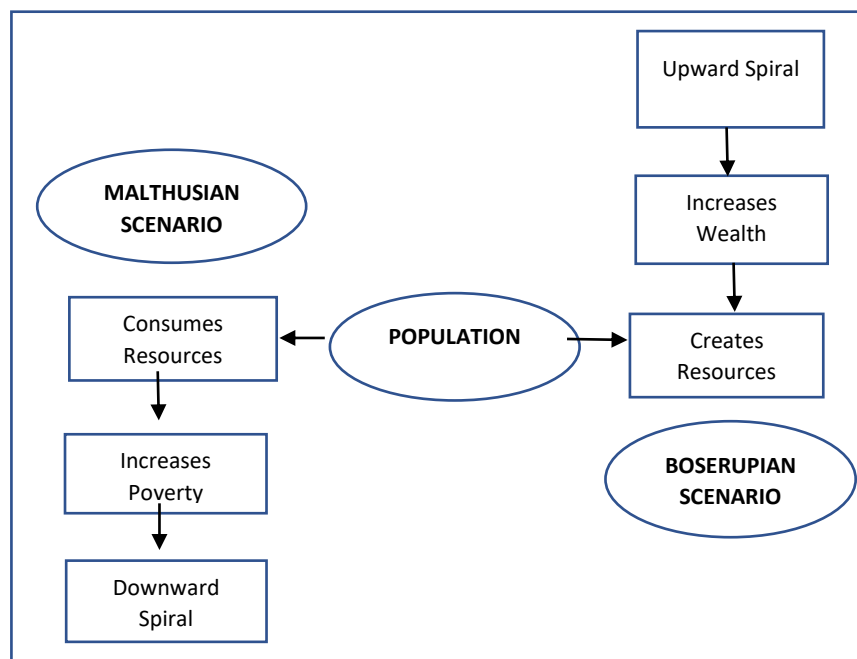 Upward Spiral
MALTHUSIAN
SCENARIO
Increases
Wealth
Consumes
Resources
POPULATION
Creates
Resources
Increases
Poverty
BOSERUPIAN
SCENARIO
Downward
Spiral